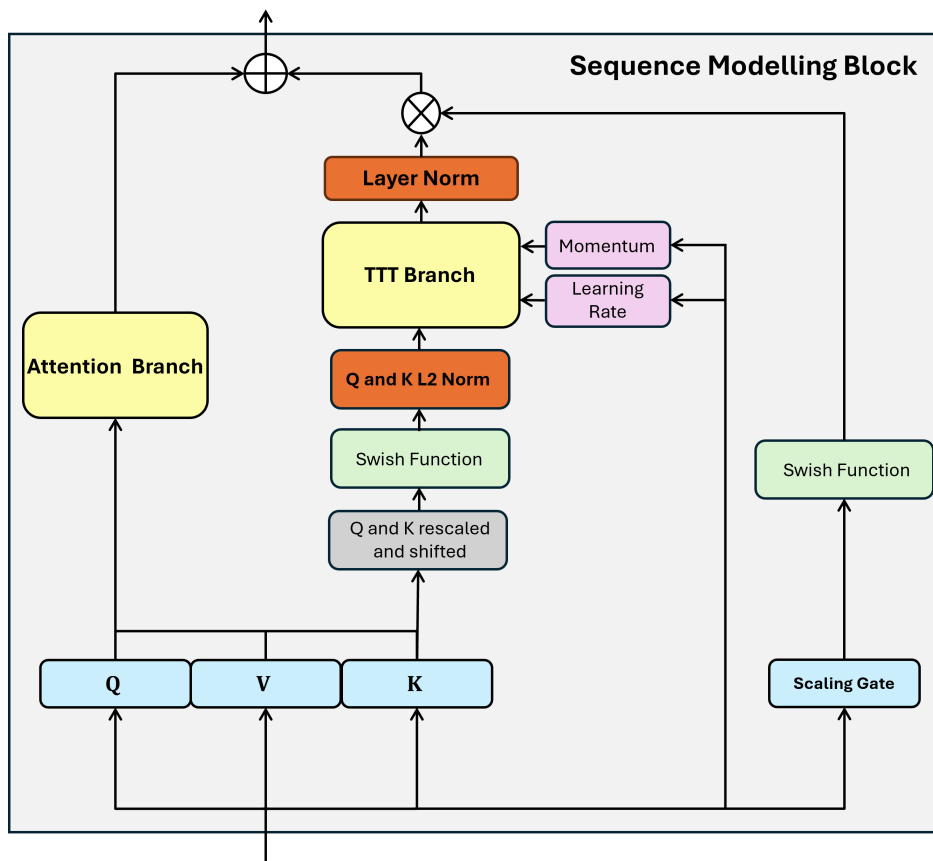 Sequence Modelling Block
Layer Norm
TTT Branch
Momentum
Learning
Rate
Attention Branch
Q and K L2 Norm
Swish Function
Swish Function
Q and K rescaled
and shifted
Q
V
K
Scaling Gate